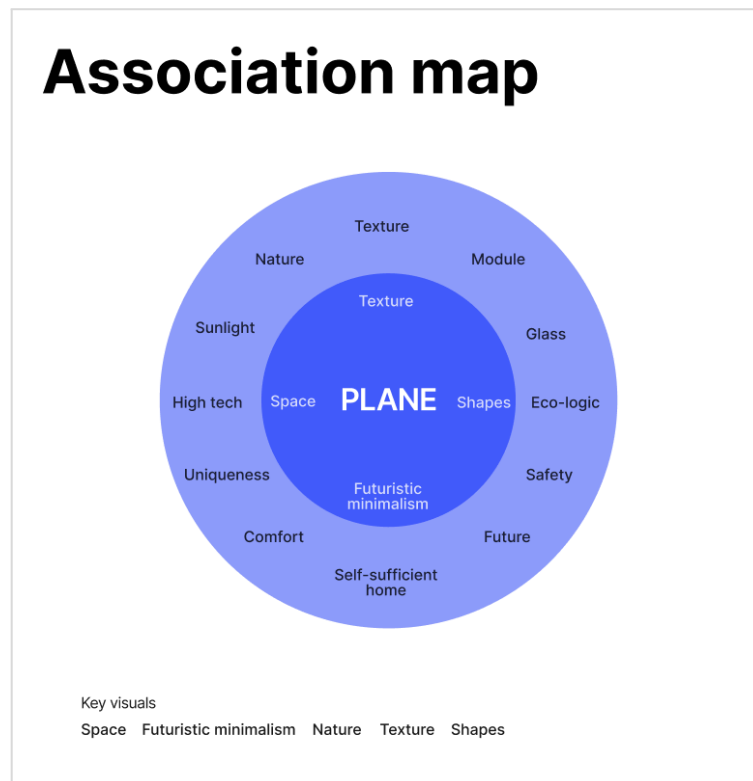 Association map
Texture
Nature
Module
Texture
Sunlight
Glass
High tech
Space
PLANE
Shapes
Eco-logic
Uniqueness
Safety
Futuristic
minimalism
Comfort
Future
Self-sufficient
home
Key visuals
Space Futuristic minimalism Nature Texture Shapes